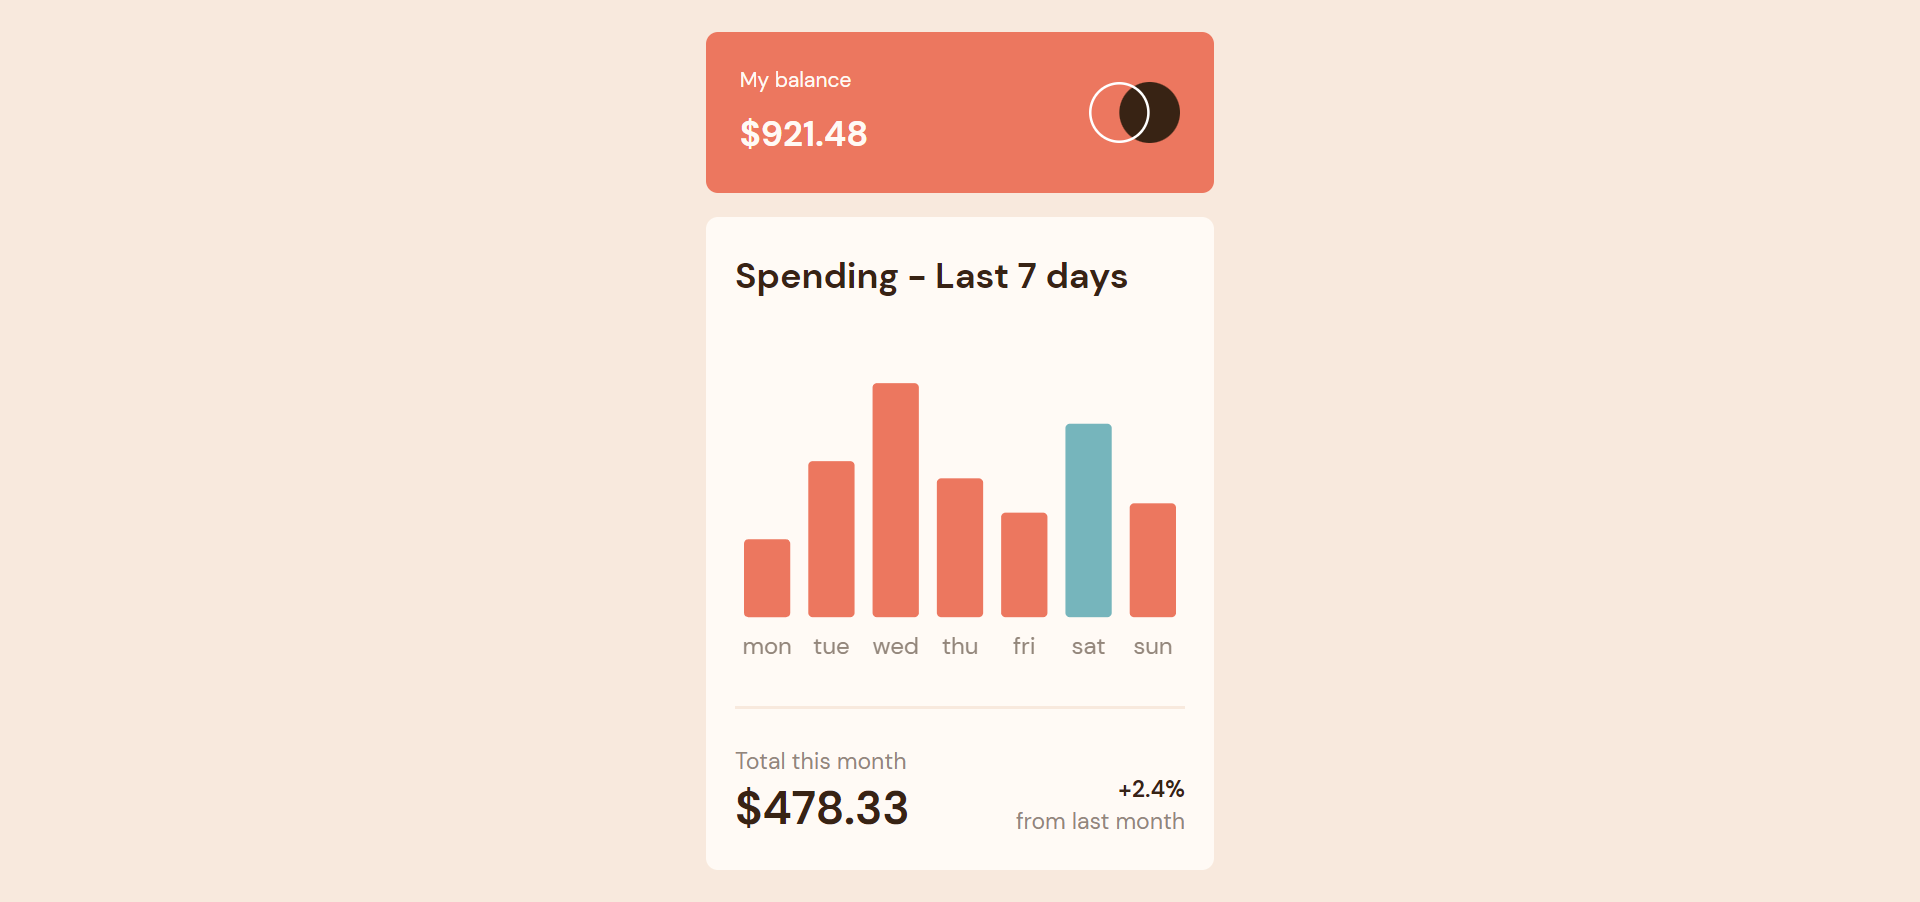 My balance
$921.48
Spending - Last 7 days
mon tue wed thu fri sat sun
Total this month
$478.33
+2.4%
from last month